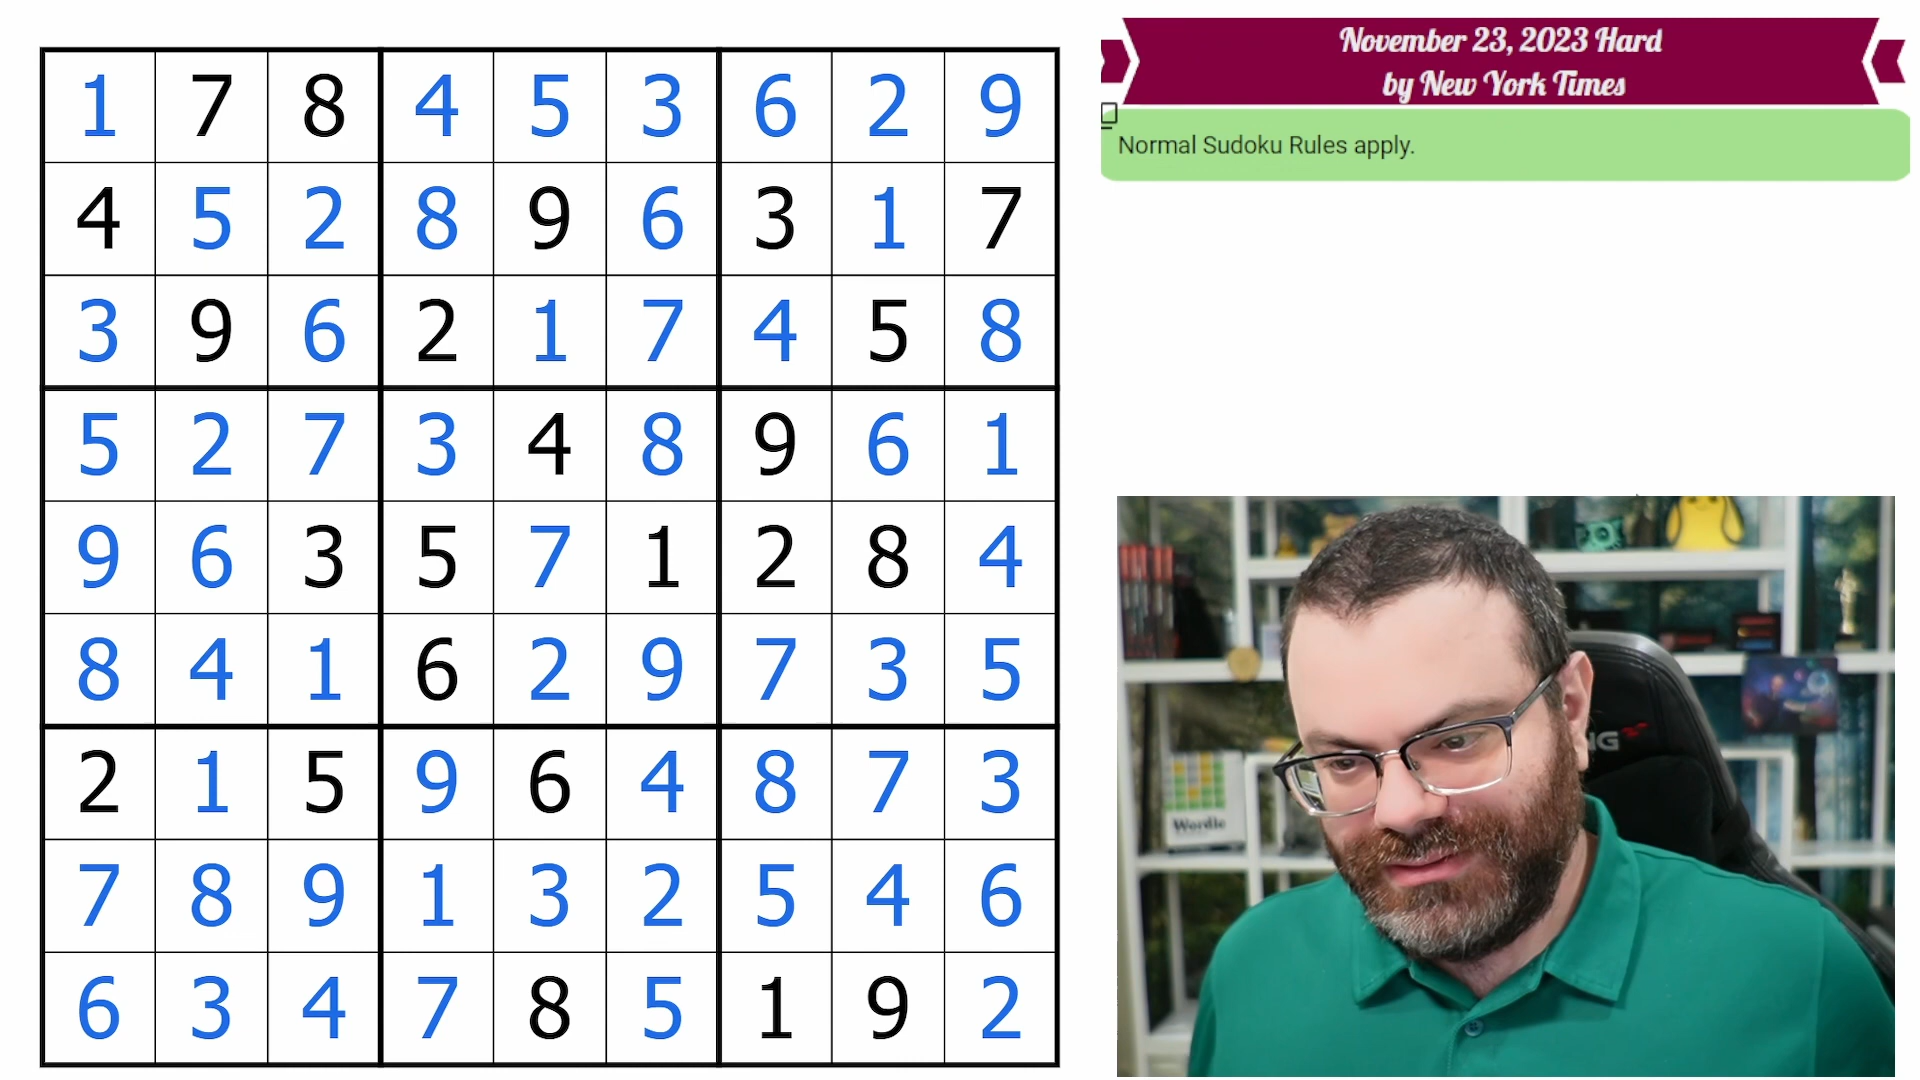 November 23, 2023 Hard
by New York Times
Normal Sudoku Rules apply.
1 7 8 4 5 3 6 2 9
4 5 2 8 9 6 3 1 7
3 9 6 2 1 7 4 5 8
5 2 7 3 4 8 9 6 1
9 6 3 5 7 1 2 8 4
8 4 1 6 2 9 7 3 5
2 1 5 9 6 4 8 7 3
7 8 9 1 3 2 5 4 6
6 3 4 7 8 5 1 9 2
Wordle